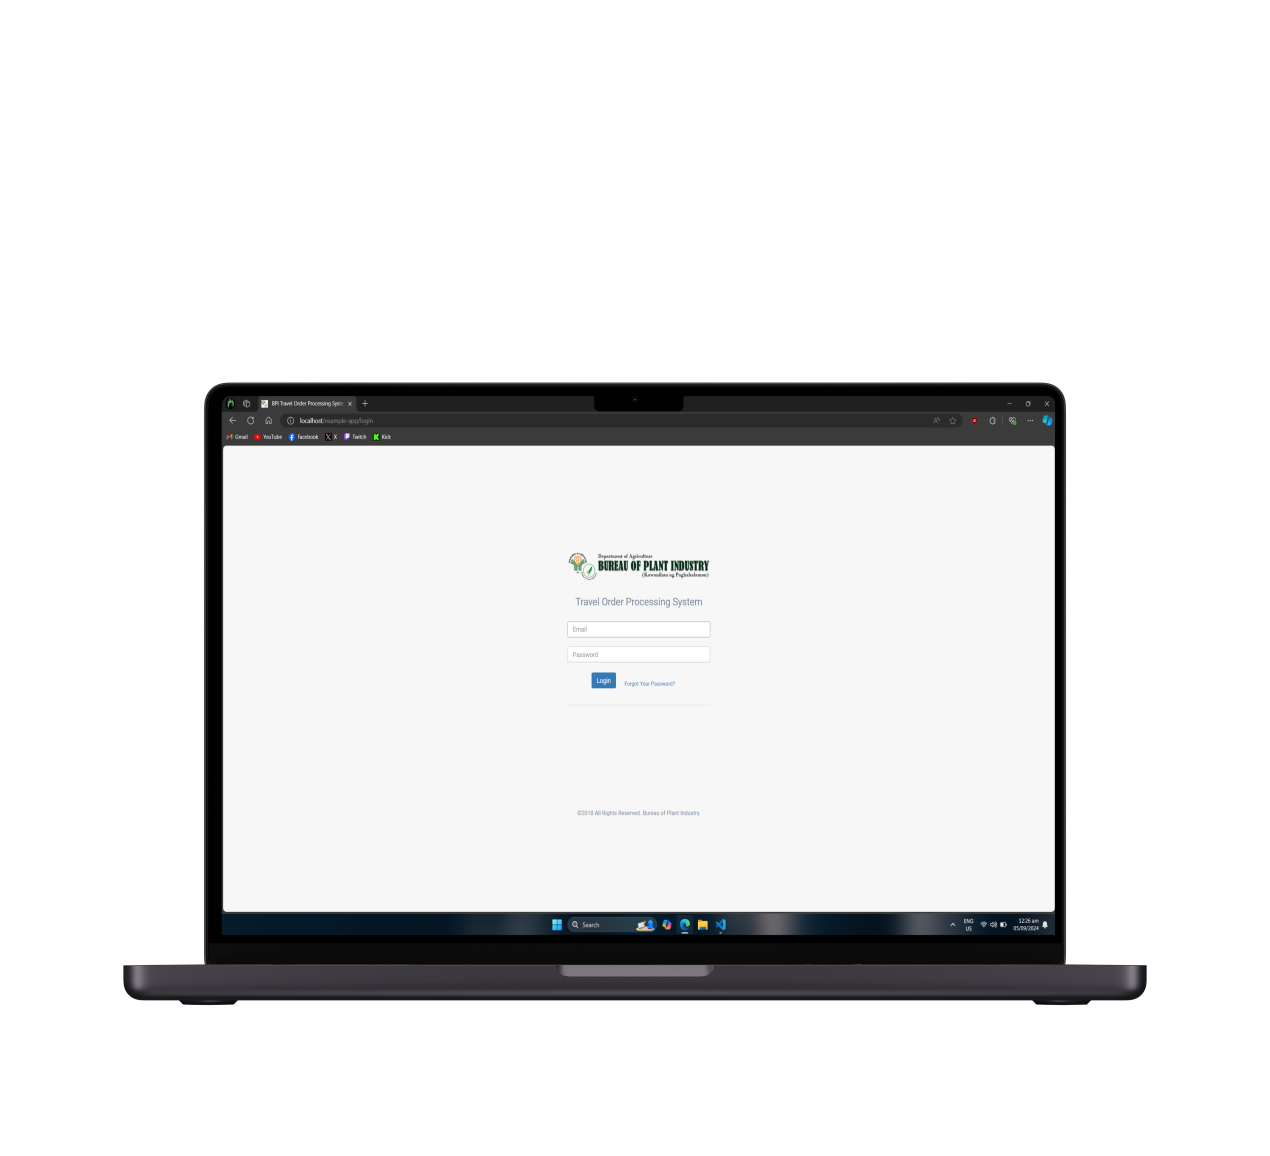 BPI Travel Order Processing Syste
localhost/example-app/login
Gmail YouTube Facebook X Twitch Kick
Department of Agriculture
BUREAU OF PLANT INDUSTRY
(Kawanihan ng Paghahalaman)
Travel Order Processing System
Email
Password
Login Forgot Your Password?
©2018 All Rights Reserved. Bureau of Plant Industry.
Search
ENG
US
12:26 am
05/09/2024